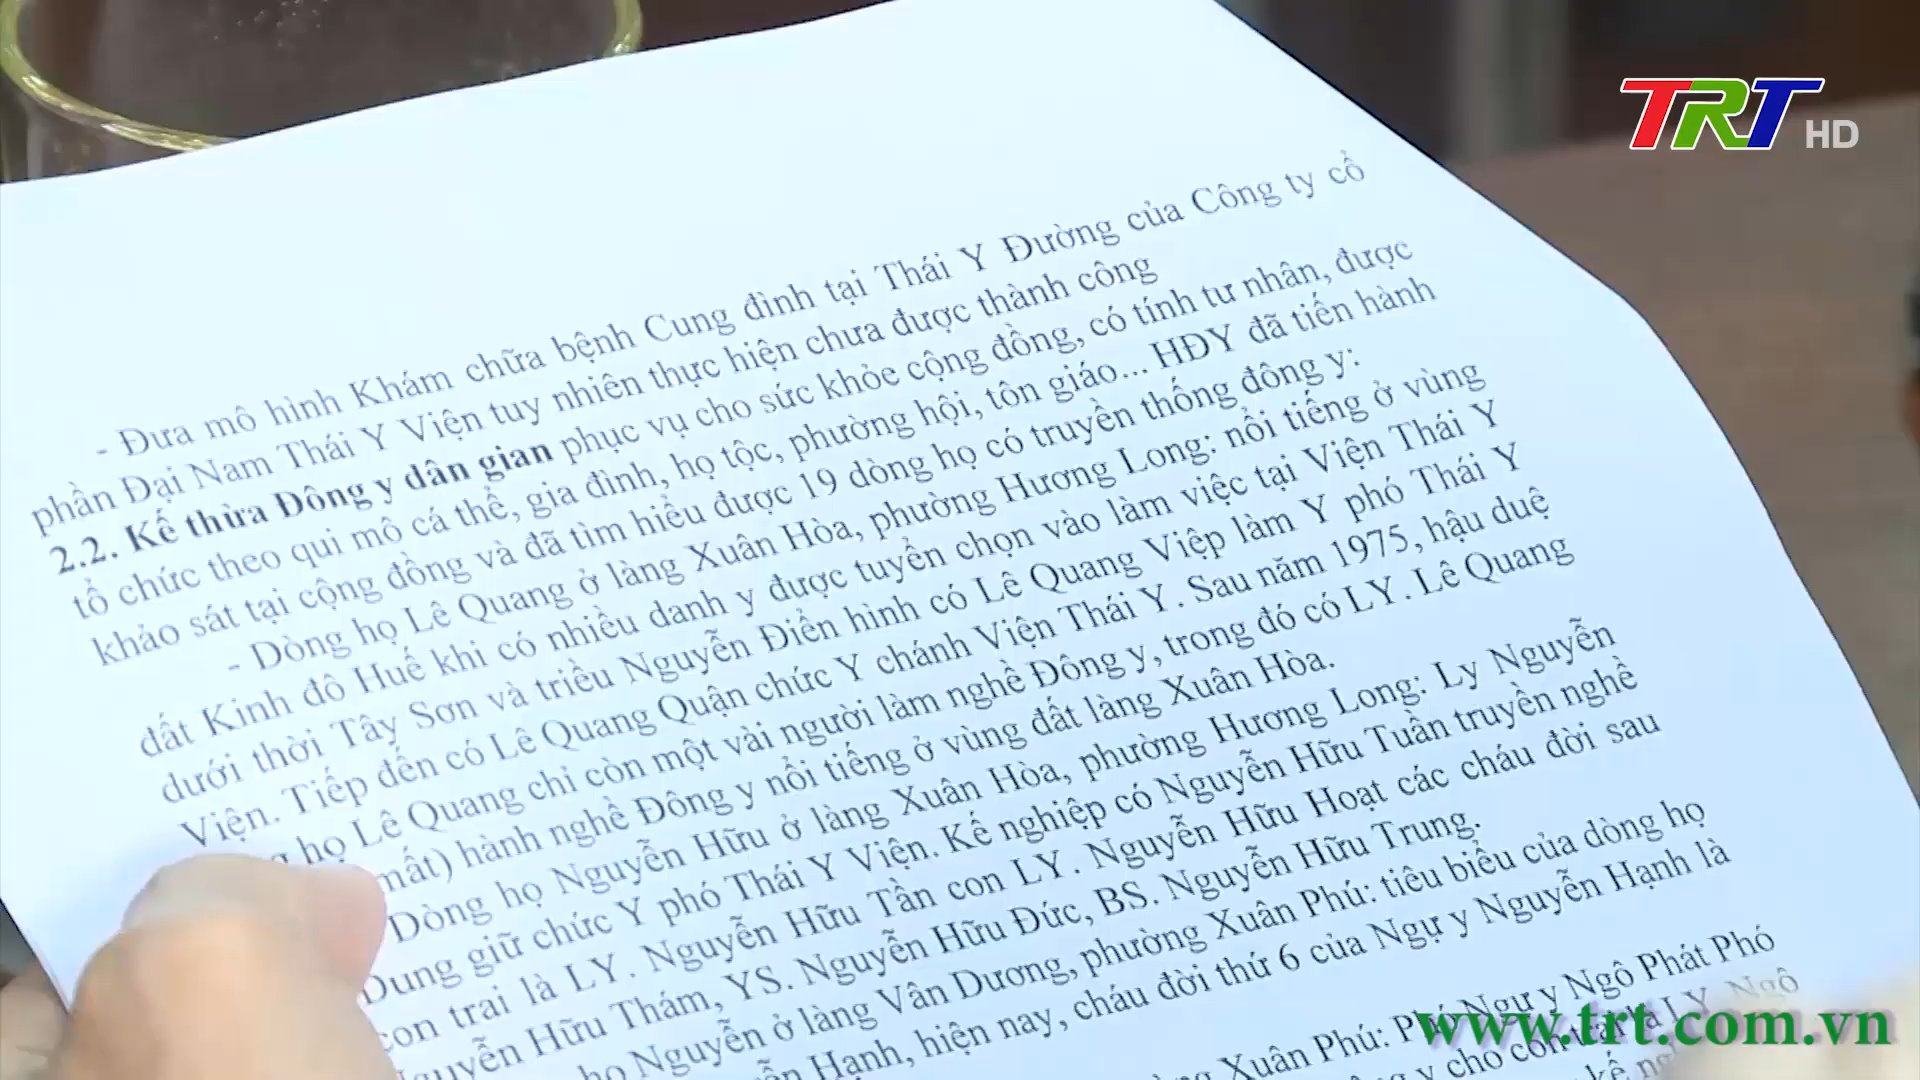 TRT HD
- Đưa mô hình Khám chữa bệnh Cung đình tại Thái Y Đường của Công ty cổ
phần Đại Nam Thái Y Viện tuy nhiên thực hiện chưa được thành công
2.2. Kế thừa Đông y dân gian phục vụ cho sức khỏe cộng đồng, có tính tư nhân, được
tổ chức theo qui mô cá thể, gia đình, họ tộc, phường hội, tôn giáo... HĐY đã tiến hành
khảo sát tại cộng đồng và đã tìm hiểu được 19 dòng họ có truyền thống đông y:
- Dòng họ Lê Quang ở làng Xuân Hòa, phường Hương Long: nổi tiếng ở vùng
đất Kinh đô Huế khi có nhiều danh y được tuyển chọn vào làm việc tại Viện Thái Y
dưới thời Tây Sơn và triều Nguyễn Điển hình có Lê Quang Việp làm Y phó Thái Y
Viện. Tiếp đến có Lê Quang Quận chức Y chánh Viện Thái Y. Sau năm 1975, hậu duệ
họ Lê Quang chỉ còn một vài người làm nghề Đông y, trong đó có LY. Lê Quang
mất) hành nghề Đông y nổi tiếng ở vùng đất làng Xuân Hòa.
Dòng họ Nguyễn Hữu ở làng Xuân Hòa, phường Hương Long: Ly Nguyễn
Dung giữ chức Y phó Thái Y Viện. Kế nghiệp có Nguyễn Hữu Tuần truyền nghề
con trai là LY. Nguyễn Hữu Tần con LY. Nguyễn Hữu Hoạt các cháu đời sau
Nguyễn Hữu Thám, YS. Nguyễn Hữu Đức, BS. Nguyễn Hữu Trung.
họ Nguyễn ở làng Vân Dương, phường Xuân Phú: tiêu biểu của dòng họ
Hạnh, hiện nay, cháu đời thứ 6 của Ngự y Nguyễn Hạnh là
Xuân Phú: Phó Ngự y Ngô Phát Phó
y cho con trai là LY. Ngô
www.trt.com.vn